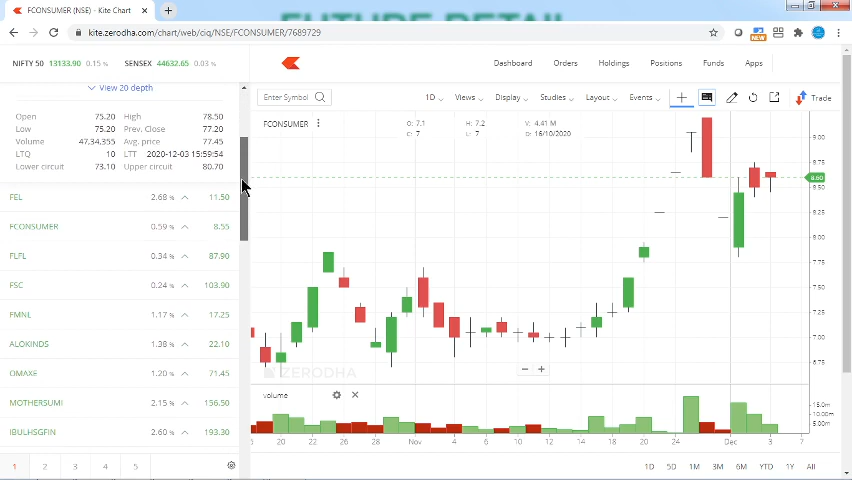 FUTURE RETAIL
FCONSUMER (NSE) - Kite Chart
kite.zerodha.com/chart/web/ciq/NSE/FCONSUMER/7689729
NEW
NIFTY 50 13133.90 0.15 % SENSEX 44632.65 0.03 %
Dashboard Orders Holdings Positions Funds Apps
View 20 depth
Open 75.20 High 78.50
Low 75.20 Prev. Close 77.20
Volume 47,34,355 Avg. price 77.45
LTQ 10 LTT 2020-12-03 15:59:54
Lower circuit 73.10 Upper circuit 80.70
FEL 2.68 % 11.50
FCONSUMER 0.59 % 8.55
FLFL 0.34 % 87.90
FSC 0.24 % 103.90
FMNL 1.17 % 17.25
ALOKINDS 1.38 % 22.10
OMAXE 1.20 % 71.45
MOTHERSUMI 2.15 % 156.50
IBULHSGFIN 2.60 % 193.30
1 2 3 4 5
Enter Symbol 1D Views Display Studies Layout Events Trade
FCONSUMER O: 7.1 H: 7.2 V: 4.41 M
C: 7 L: 7 D: 16/10/2020
9.00
8.75
8.60
8.50
8.25
8.00
7.75
7.50
7.25
7.00
6.75
ZERODHA
volume
15.0m
10.00m
5.00m
20 22 26 28 Nov 4 6 10 12 16 18 20 24 Dec 3 7
1D 5D 1M 3M 6M YTD 1Y All